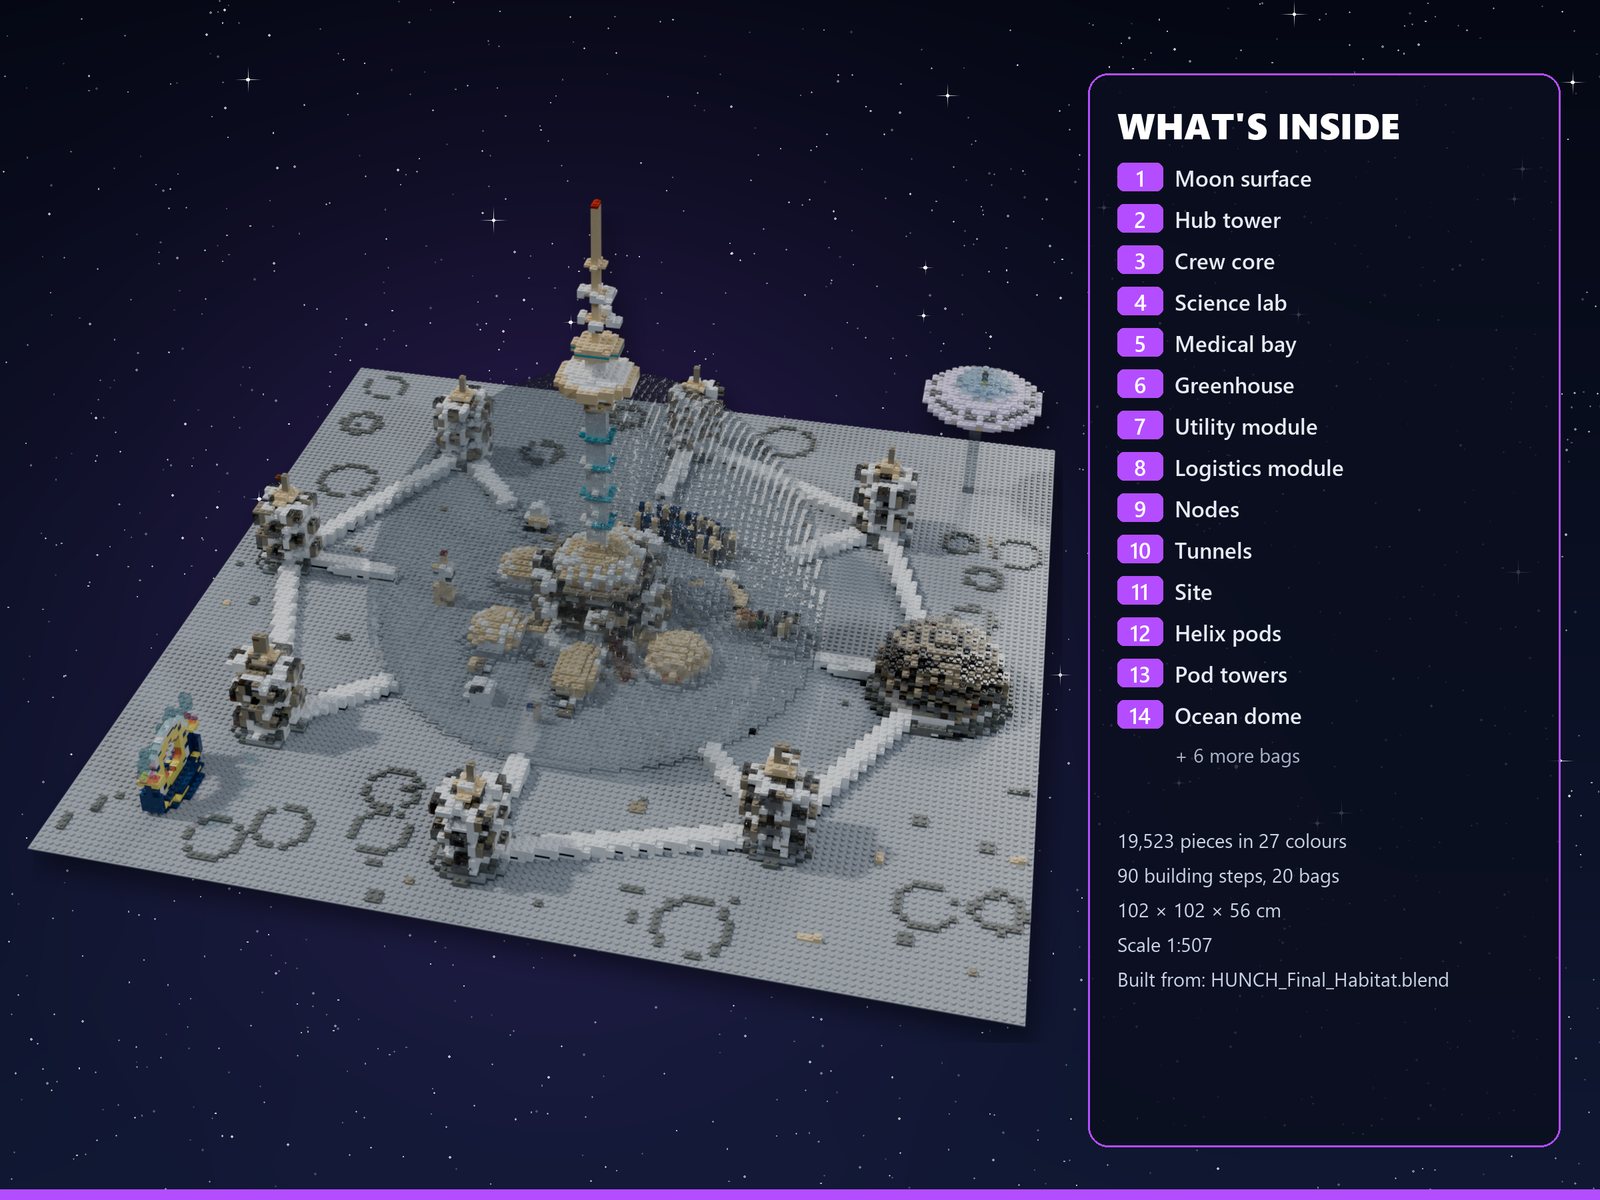 WHAT'S INSIDE
1 Moon surface
2 Hub tower
3 Crew core
4 Science lab
5 Medical bay
6 Greenhouse
7 Utility module
8 Logistics module
9 Nodes
10 Tunnels
11 Site
12 Helix pods
13 Pod towers
14 Ocean dome
+ 6 more bags
19,523 pieces in 27 colours
90 building steps, 20 bags
102 × 102 × 56 cm
Scale 1:507
Built from: HUNCH_Final_Habitat.blend